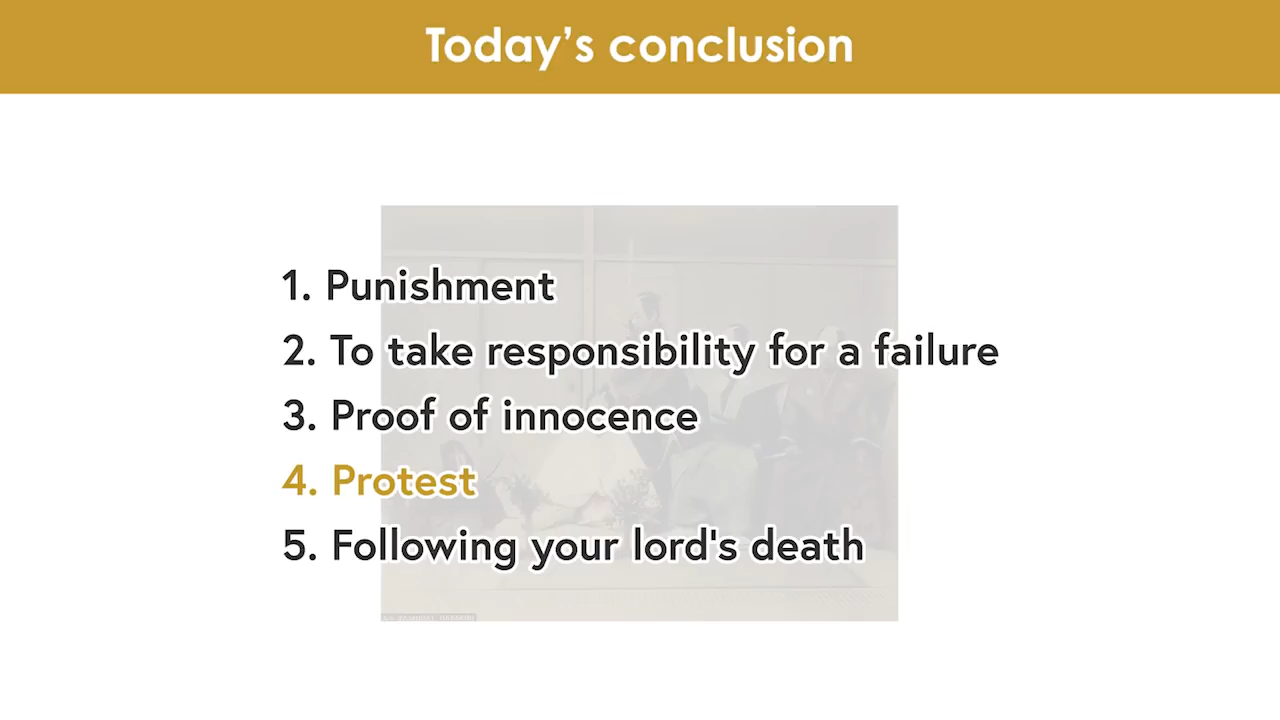 Today’s conclusion
1. Punishment
2. To take responsibility for a failure
3. Proof of innocence
4. Protest
5. Following your lord's death